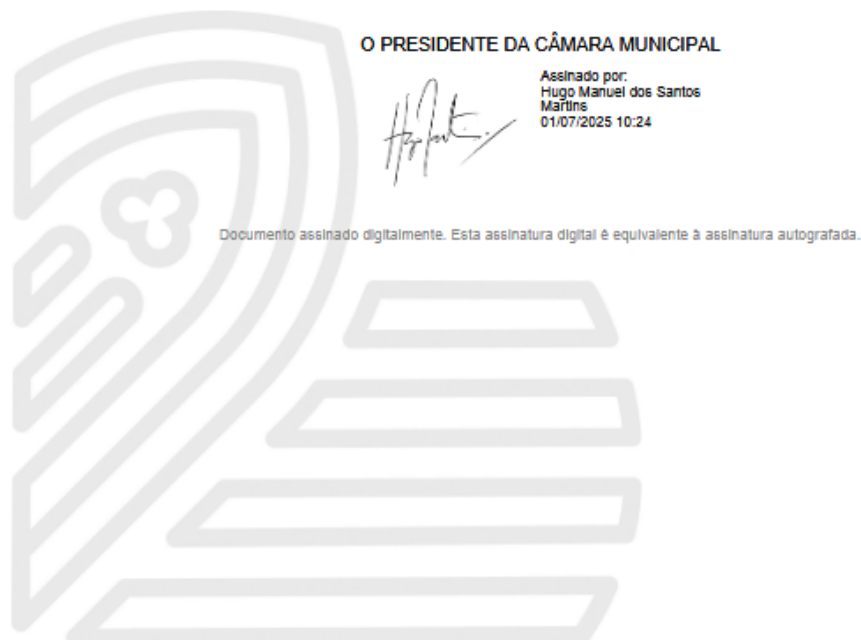 O PRESIDENTE DA CÂMARA MUNICIPAL
Assinado por:
Hugo Manuel dos Santos
Martins
01/07/2025 10:24
Documento assinado digitalmente. Esta assinatura digital é equivalente à assinatura autografada.